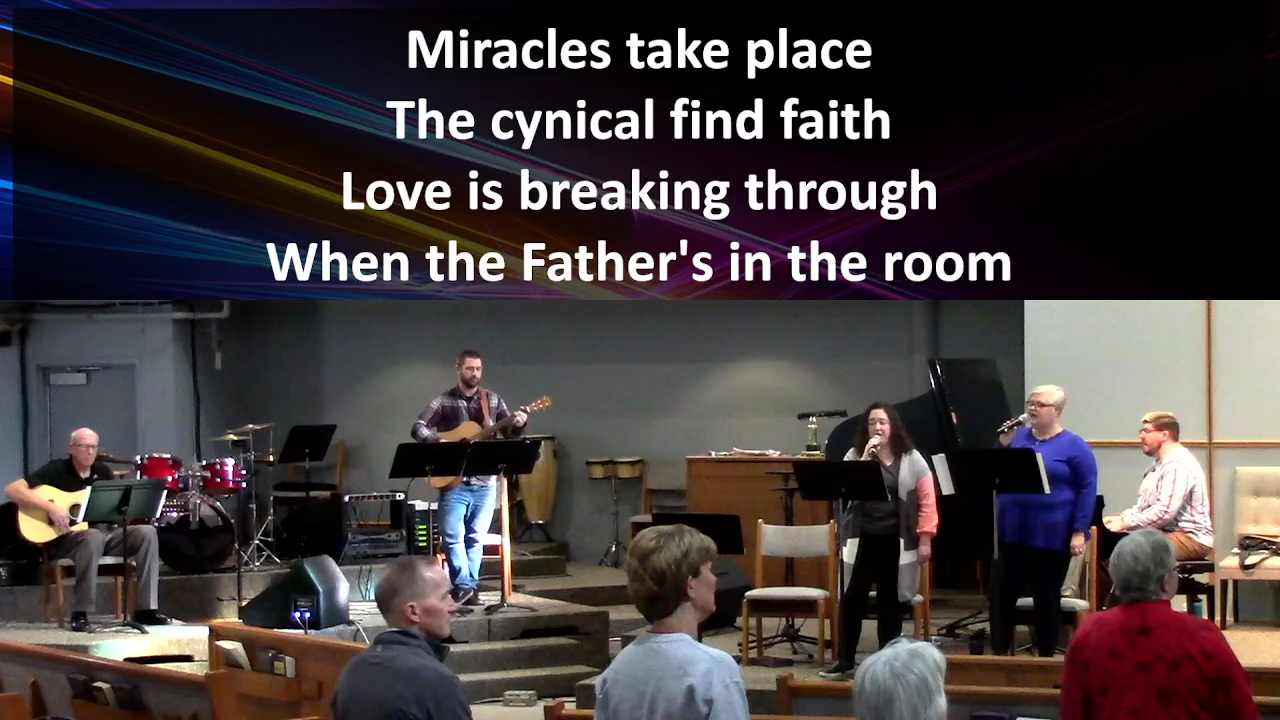 Miracles take place
The cynical find faith
Love is breaking through
When the Father's in the room